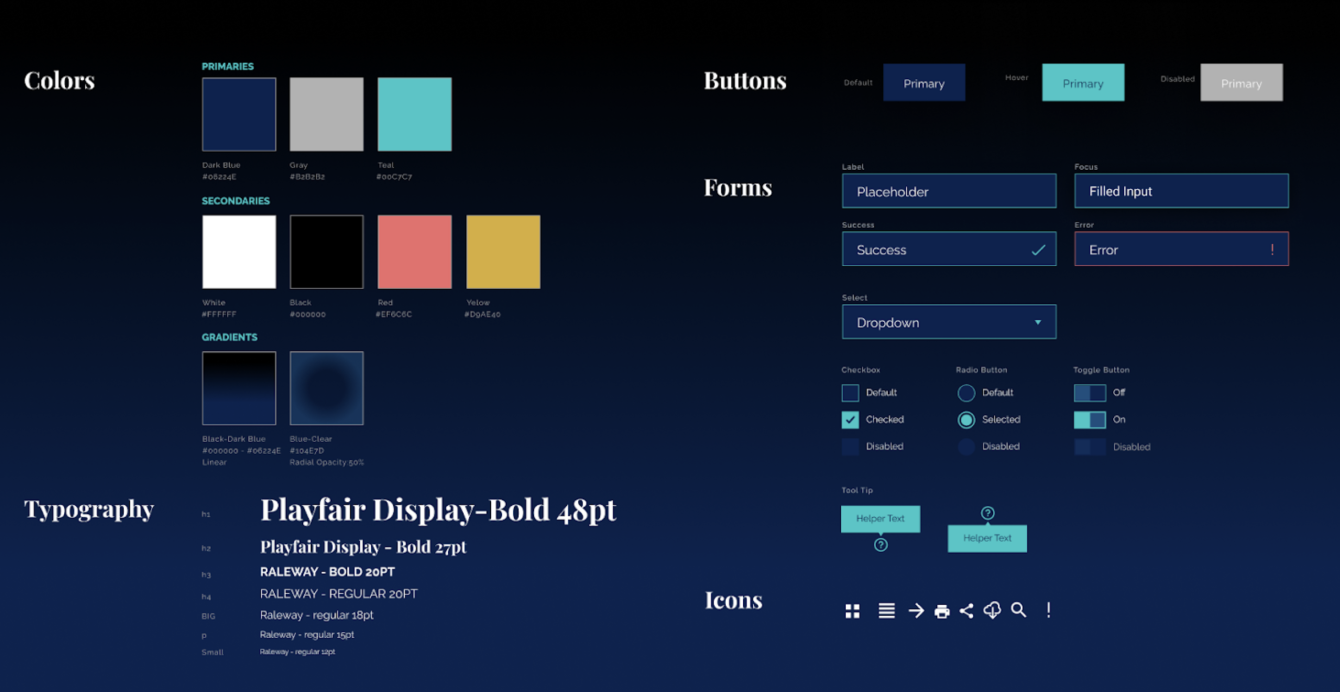 Colors
PRIMARIES
Dark Blue
#06224E
Gray
#B2B2B2
Teal
#00C7C7
SECONDARIES
White
#FFFFFF
Black
#000000
Red
#EF6C6C
Yelow
#D9AE40
GRADIENTS
Black-Dark Blue
#000000 - #06224E
Linear
Blue-Clear
#104E7D
Radial Opacity:50%
Typography
h1 Playfair Display-Bold 48pt
h2 Playfair Display - Bold 27pt
h3 RALEWAY - BOLD 20PT
h4 RALEWAY - REGULAR 20PT
BIG Raleway - regular 18pt
p Raleway - regular 15pt
Small Raleway - regular 12pt
Buttons
Default Primary
Hover Primary
Disabled Primary
Forms
Label
Placeholder
Focus
Filled Input
Success
Success
Error
Error !
Select
Dropdown
Checkbox
Default
Checked
Disabled
Radio Button
Default
Selected
Disabled
Toggle Button
Off
On
Disabled
Tool Tip
Helper Text
?
?
Helper Text
Icons
!